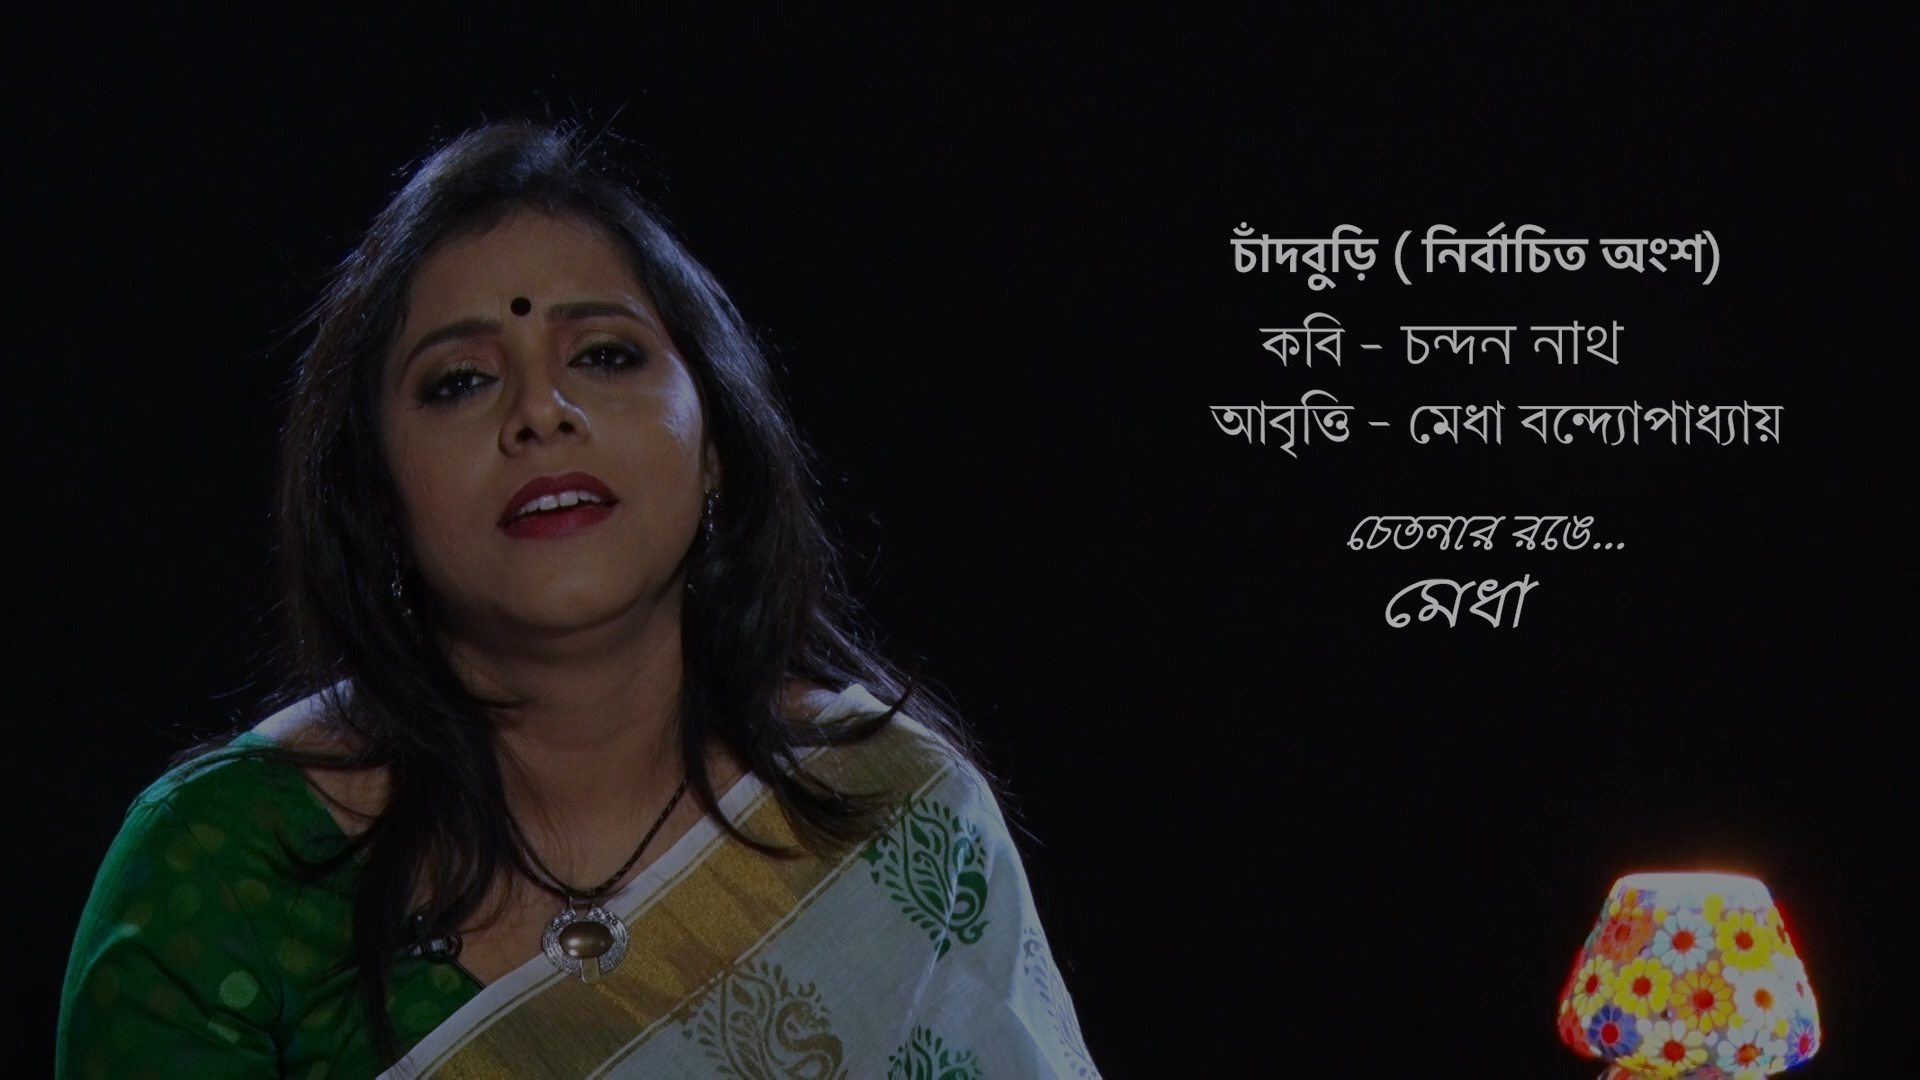 চাঁদবুড়ি ( নির্বাচিত অংশ)
কবি - চন্দন নাথ
আবৃত্তি - মেধা বন্দ্যোপাধ্যায়
চেতনার রঙে...
মেধা